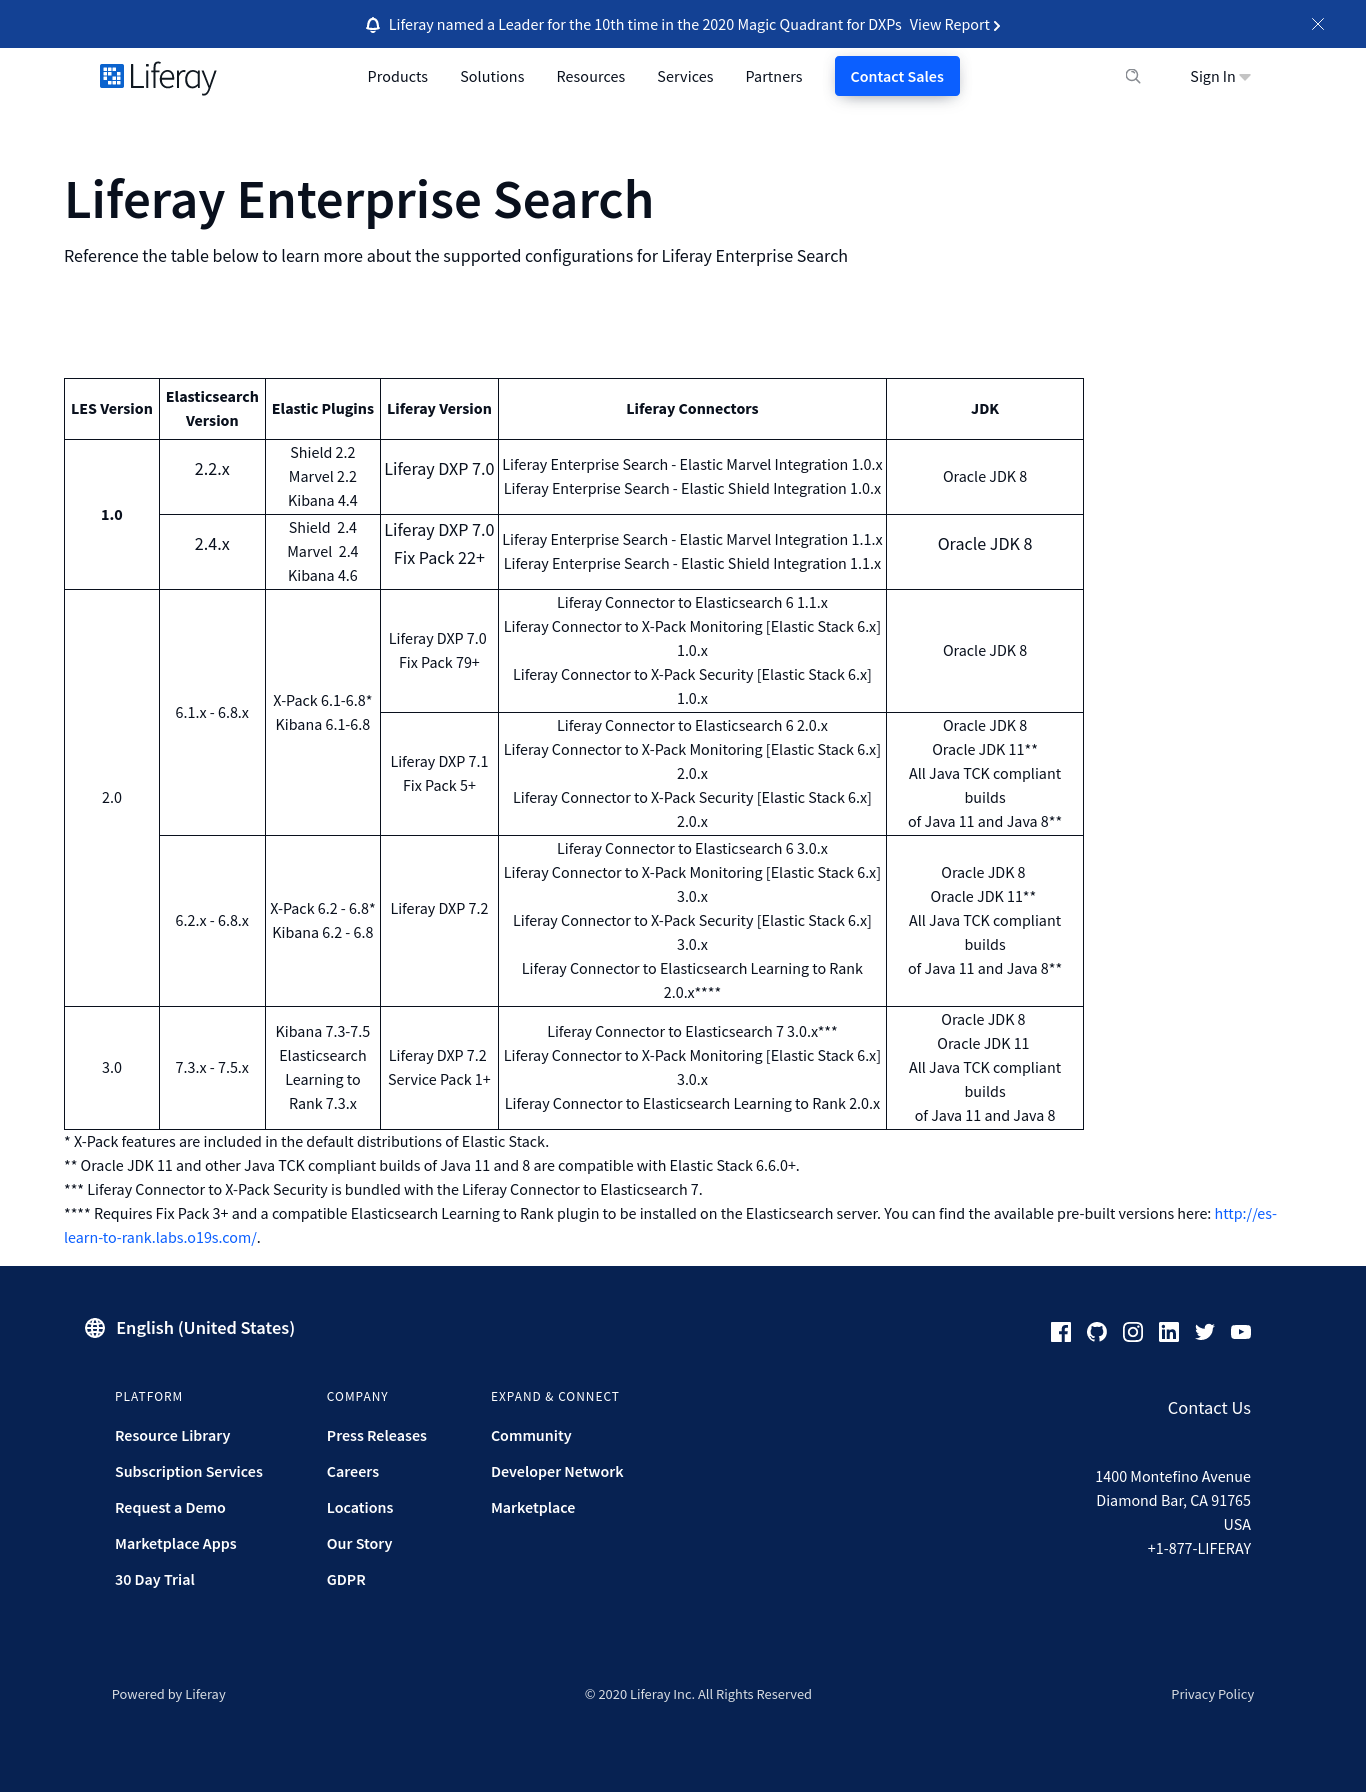 Liferay named a Leader for the 10th time in the 2020 Magic Quadrant for DXPs View Report
Liferay
Products Solutions Resources Services Partners Contact Sales Sign In
Liferay Enterprise Search
Reference the table below to learn more about the supported configurations for Liferay Enterprise Search
LES Version
Elasticsearch
Version
Elastic Plugins
Liferay Version
Liferay Connectors
JDK
1.0
2.2.x
Shield 2.2
Marvel 2.2
Kibana 4.4
Liferay DXP 7.0
Liferay Enterprise Search - Elastic Marvel Integration 1.0.x
Liferay Enterprise Search - Elastic Shield Integration 1.0.x
Oracle JDK 8
2.4.x
Shield 2.4
Marvel 2.4
Kibana 4.6
Liferay DXP 7.0
Fix Pack 22+
Liferay Enterprise Search - Elastic Marvel Integration 1.1.x
Liferay Enterprise Search - Elastic Shield Integration 1.1.x
Oracle JDK 8
2.0
6.1.x - 6.8.x
X-Pack 6.1-6.8*
Kibana 6.1-6.8
Liferay DXP 7.0
Fix Pack 79+
Liferay Connector to Elasticsearch 6 1.1.x
Liferay Connector to X-Pack Monitoring [Elastic Stack 6.x]
1.0.x
Liferay Connector to X-Pack Security [Elastic Stack 6.x]
1.0.x
Oracle JDK 8
Liferay DXP 7.1
Fix Pack 5+
Liferay Connector to Elasticsearch 6 2.0.x
Liferay Connector to X-Pack Monitoring [Elastic Stack 6.x]
2.0.x
Liferay Connector to X-Pack Security [Elastic Stack 6.x]
2.0.x
Oracle JDK 8
Oracle JDK 11**
All Java TCK compliant
builds
of Java 11 and Java 8**
6.2.x - 6.8.x
X-Pack 6.2 - 6.8*
Kibana 6.2 - 6.8
Liferay DXP 7.2
Liferay Connector to Elasticsearch 6 3.0.x
Liferay Connector to X-Pack Monitoring [Elastic Stack 6.x]
3.0.x
Liferay Connector to X-Pack Security [Elastic Stack 6.x]
3.0.x
Liferay Connector to Elasticsearch Learning to Rank
2.0.x****
Oracle JDK 8
Oracle JDK 11**
All Java TCK compliant
builds
of Java 11 and Java 8**
3.0
7.3.x - 7.5.x
Kibana 7.3-7.5
Elasticsearch
Learning to
Rank 7.3.x
Liferay DXP 7.2
Service Pack 1+
Liferay Connector to Elasticsearch 7 3.0.x***
Liferay Connector to X-Pack Monitoring [Elastic Stack 6.x]
3.0.x
Liferay Connector to Elasticsearch Learning to Rank 2.0.x
Oracle JDK 8
Oracle JDK 11
All Java TCK compliant
builds
of Java 11 and Java 8
* X-Pack features are included in the default distributions of Elastic Stack.
** Oracle JDK 11 and other Java TCK compliant builds of Java 11 and 8 are compatible with Elastic Stack 6.6.0+.
*** Liferay Connector to X-Pack Security is bundled with the Liferay Connector to Elasticsearch 7.
**** Requires Fix Pack 3+ and a compatible Elasticsearch Learning to Rank plugin to be installed on the Elasticsearch server. You can find the available pre-built versions here: http://es-
learn-to-rank.labs.o19s.com/.
English (United States)
PLATFORM
Resource Library
Subscription Services
Request a Demo
Marketplace Apps
30 Day Trial
COMPANY
Press Releases
Careers
Locations
Our Story
GDPR
EXPAND & CONNECT
Community
Developer Network
Marketplace
Contact Us
1400 Montefino Avenue
Diamond Bar, CA 91765
USA
+1-877-LIFERAY
Powered by Liferay
© 2020 Liferay Inc. All Rights Reserved
Privacy Policy